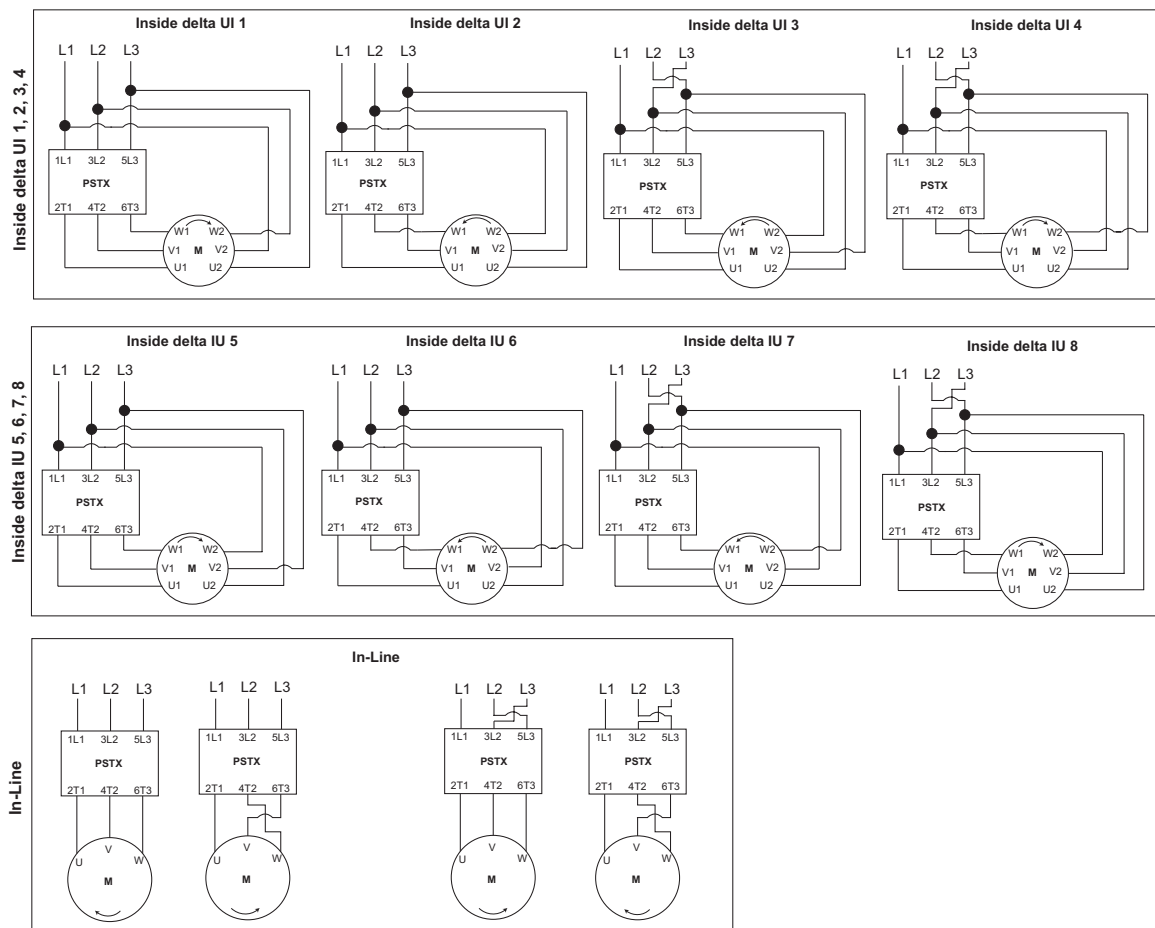 Inside delta UI 1, 2, 3, 4
Inside delta UI 1
Inside delta UI 2
Inside delta UI 3
Inside delta UI 4
L1 L2 L3
L1 L2 L3
L1 L2 L3
L1 L2 L3
1L1 3L2 5L3
1L1 3L2 5L3
1L1 3L2 5L3
1L1 3L2 5L3
PSTX
PSTX
PSTX
PSTX
2T1 4T2 6T3
2T1 4T2 6T3
2T1 4T2 6T3
2T1 4T2 6T3
W1 W2
W1 W2
W1 W2
W1 W2
V1 M V2
V1 M V2
V1 M V2
V1 M V2
U1 U2
U1 U2
U1 U2
U1 U2
Inside delta IU 5, 6, 7, 8
Inside delta IU 5
Inside delta IU 6
Inside delta IU 7
Inside delta IU 8
L1 L2 L3
L1 L2 L3
L1 L2 L3
L1 L2 L3
1L1 3L2 5L3
1L1 3L2 5L3
1L1 3L2 5L3
1L1 3L2 5L3
PSTX
PSTX
PSTX
PSTX
2T1 4T2 6T3
2T1 4T2 6T3
2T1 4T2 6T3
2T1 4T2 6T3
W1 W2
W1 W2
W1 W2
W1 W2
V1 M V2
V1 M V2
V1 M V2
V1 M V2
U1 U2
U1 U2
U1 U2
U1 U2
In-Line
In-Line
L1 L2 L3
L1 L2 L3
L1 L2 L3
L1 L2 L3
1L1 3L2 5L3
1L1 3L2 5L3
1L1 3L2 5L3
1L1 3L2 5L3
PSTX
PSTX
PSTX
PSTX
2T1 4T2 6T3
2T1 4T2 6T3
2T1 4T2 6T3
2T1 4T2 6T3
U V W
U V W
U V W
U V W
M
M
M
M